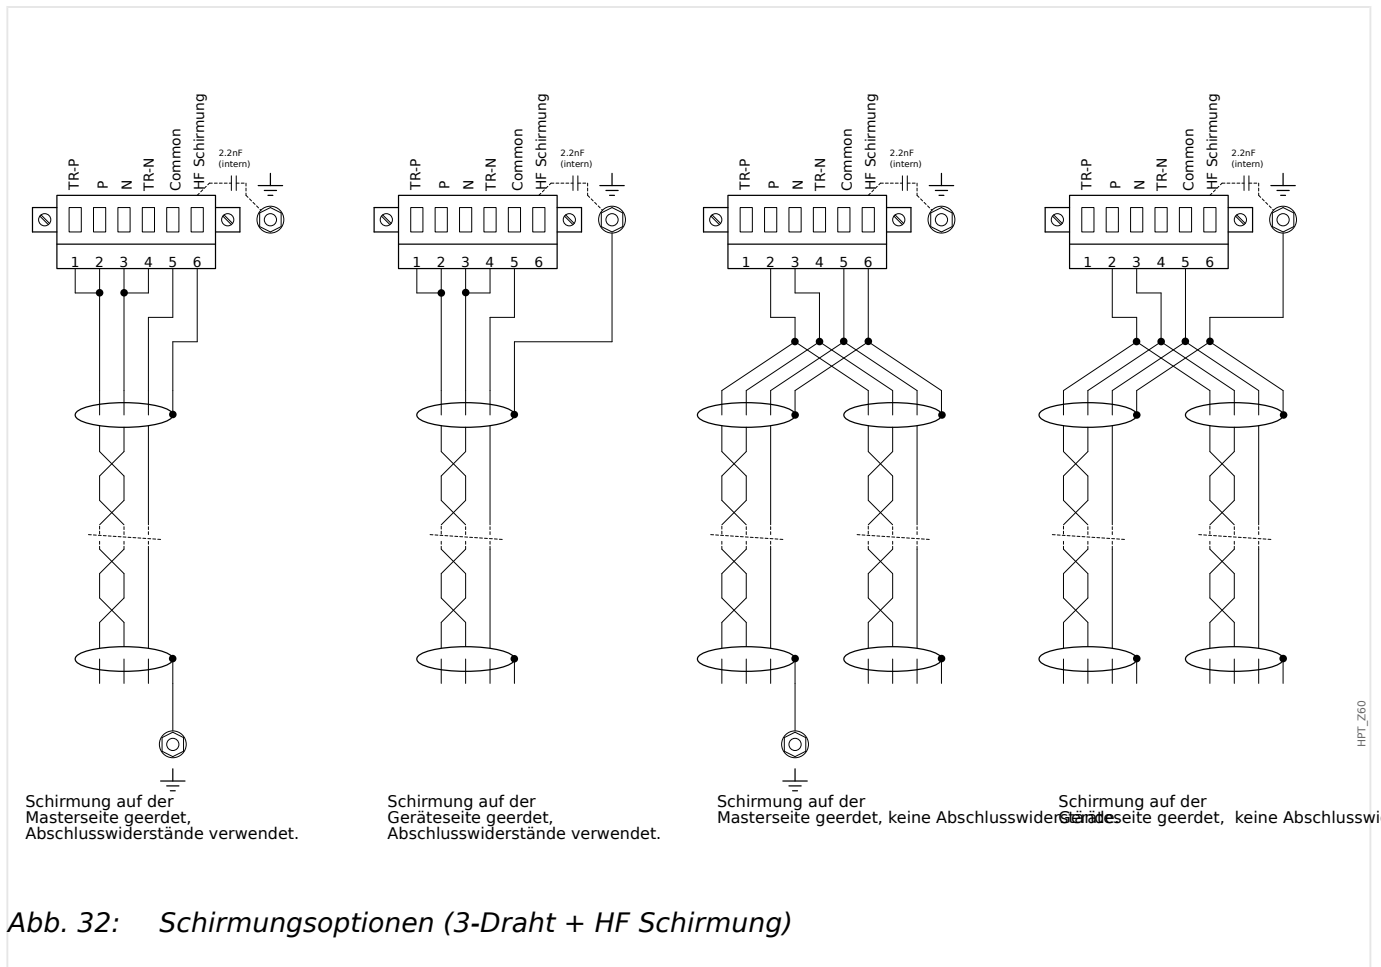 TR-P
P
N
TR-N
Common
HF Schirmung
2.2nF
(intern)
1 2 3 4 5 6
TR-P
P
N
TR-N
Common
HF Schirmung
2.2nF
(intern)
1 2 3 4 5 6
TR-P
P
N
TR-N
Common
HF Schirmung
2.2nF
(intern)
1 2 3 4 5 6
TR-P
P
N
TR-N
Common
HF Schirmung
2.2nF
(intern)
1 2 3 4 5 6
HPT_Z60
Schirmung auf der
Masterseite geerdet,
Abschlusswiderstände verwendet.
Schirmung auf der
Geräteseite geerdet,
Abschlusswiderstände verwendet.
Schirmung auf der
Masterseite geerdet, keine Abschlusswiderstände.
Schirmung auf der
Geräteseite geerdet, keine Abschlusswi
Abb. 32: Schirmungsoptionen (3-Draht + HF Schirmung)